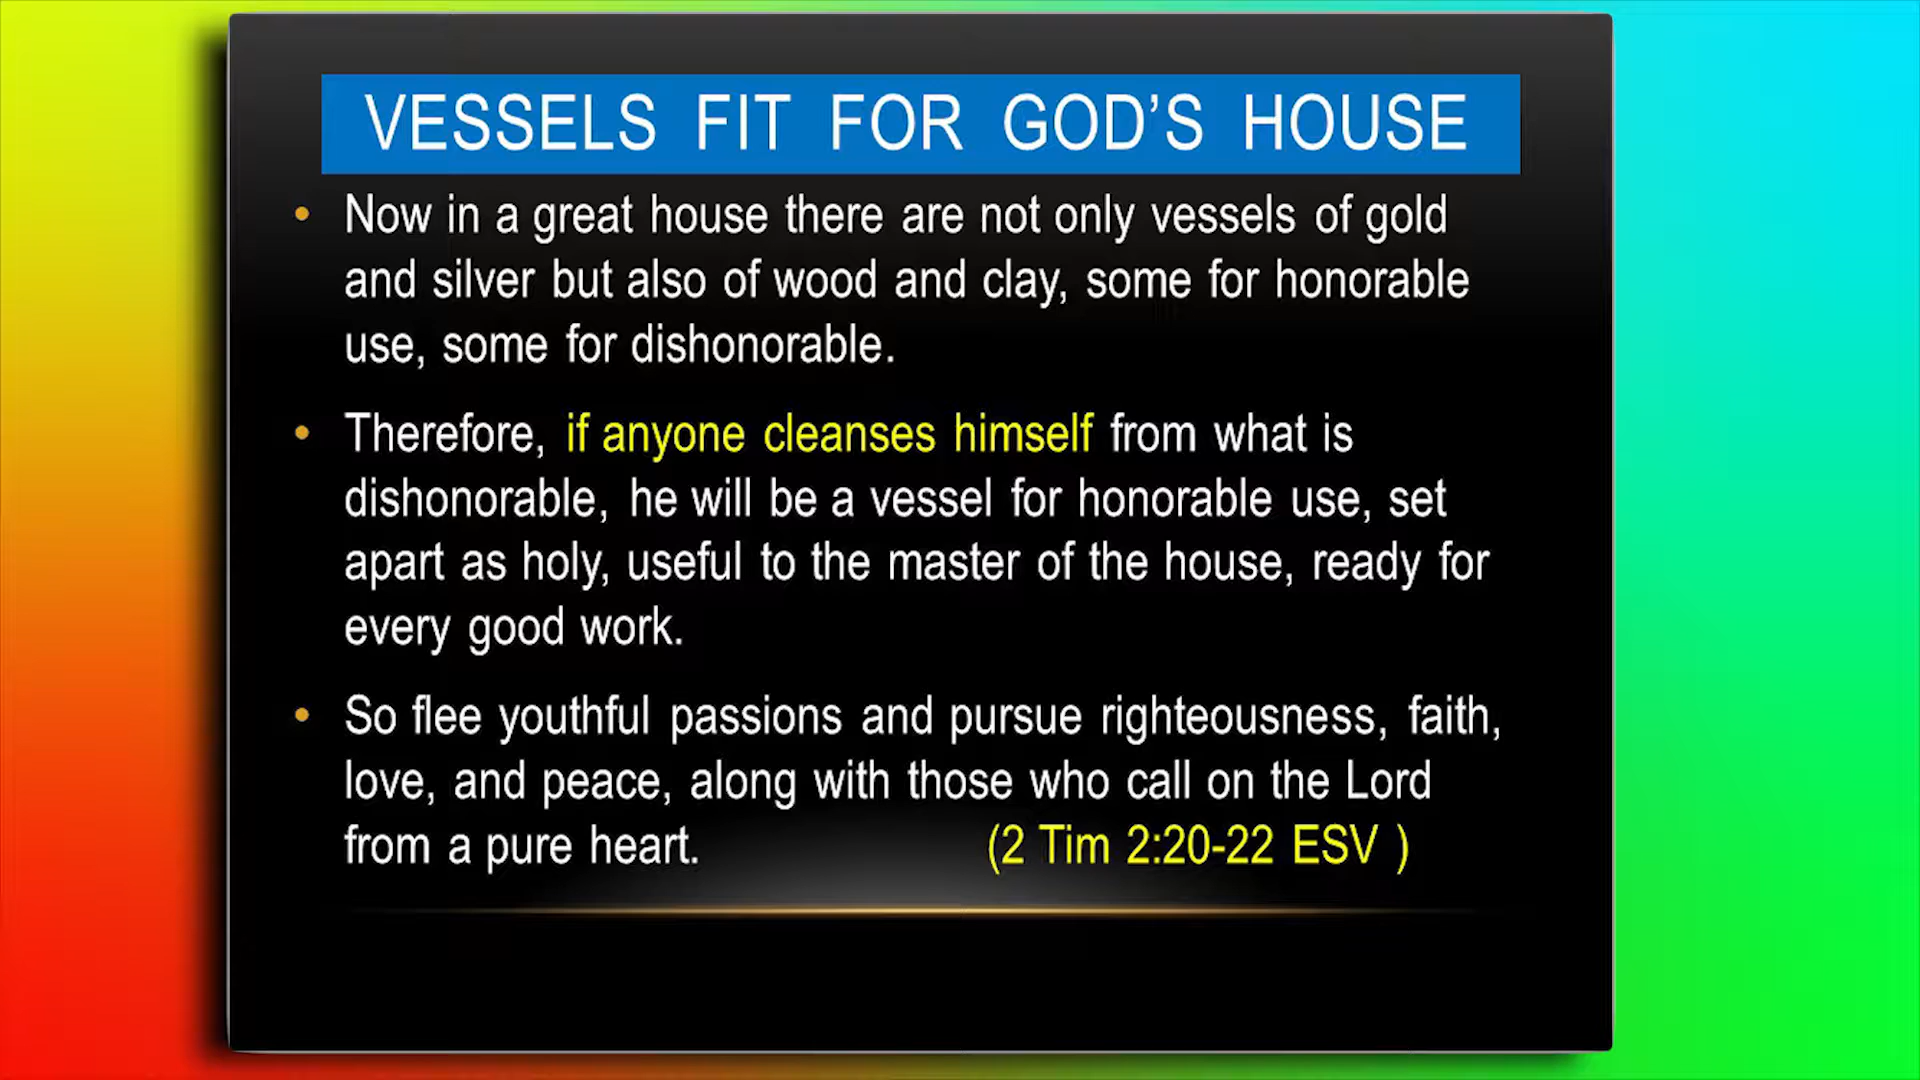 VESSELS FIT FOR GOD’S HOUSE
• Now in a great house there are not only vessels of gold
and silver but also of wood and clay, some for honorable
use, some for dishonorable.
• Therefore, if anyone cleanses himself from what is
dishonorable, he will be a vessel for honorable use, set
apart as holy, useful to the master of the house, ready for
every good work.
• So flee youthful passions and pursue righteousness, faith,
love, and peace, along with those who call on the Lord
from a pure heart. (2 Tim 2:20-22 ESV )